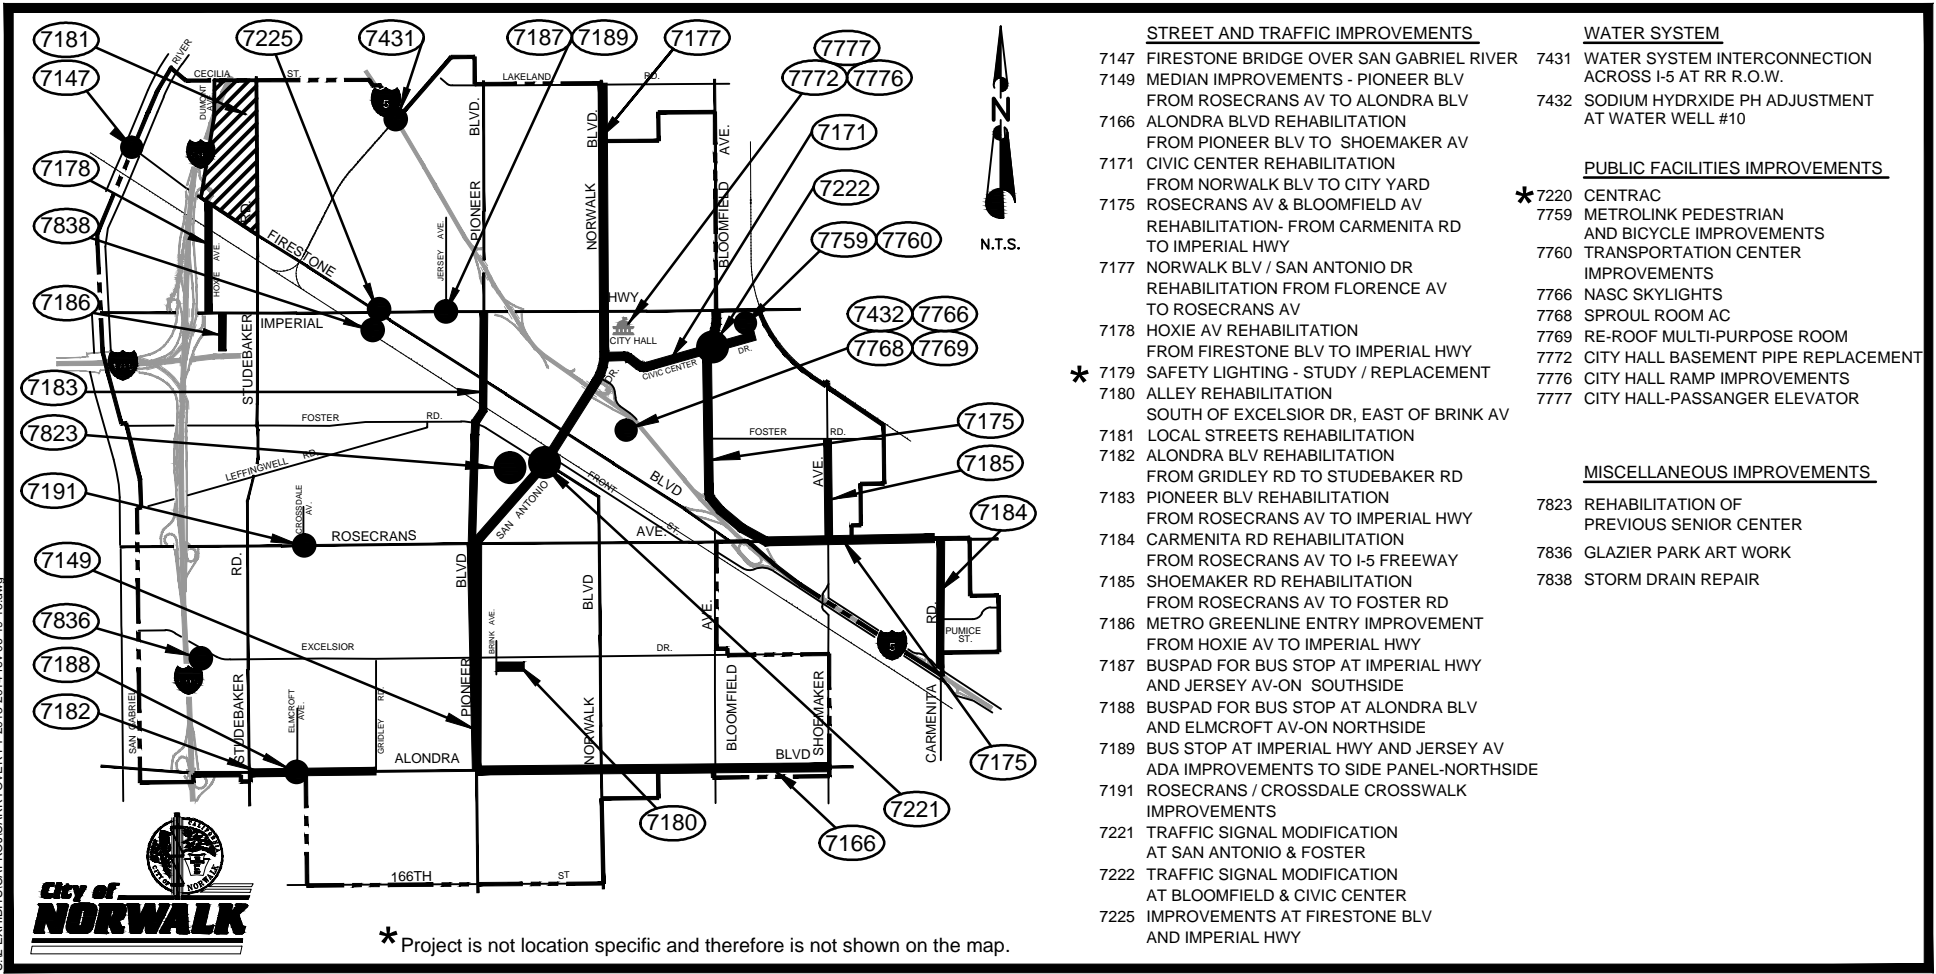 7181
7225
7431
7187
7189
7177
7147
7777
7772
7776
7171
7178
7222
7838
7759
7760
7186
7432
7766
7768
7769
7183
7175
7823
7185
7191
7184
7149
7836
7188
7182
7175
7221
7180
7166
RIVER
CECILIA
ST.
LAKELAND
RD.
DUMONT
AVE.
BLVD.
BLVD.
AVE.
5
PIONEER
NORWALK
BLOOMFIELD
JERSEY AVE.
HOXIE AVE.
RD.
FIRESTONE
HWY
IMPERIAL
CITY HALL
CIVIC CENTER
DR.
DR.
STUDEBAKER
FOSTER
RD.
FOSTER
RD.
LEFFINGWELL
RD.
CROSSDALE
AV.
SAN ANTONIO
FRONT
ST.
BLVD
AVE.
ROSECRANS
AVE.
RD.
BLVD
BLVD
AVE.
RD.
BRINK AVE.
PUMICE
ST.
5
EXCELSIOR
DR.
SAN GABRIEL
STUDEBAKER
ELMCROFT
AVE.
GRIDLEY
RD.
PIONEER
NORWALK
BLOOMFIELD
SHOEMAKER
CARMENITA
ALONDRA
BLVD
166TH
ST
N
N.T.S.
City of
NORWALK
* Project is not location specific and therefore is not shown on the map.
STREET AND TRAFFIC IMPROVEMENTS
7147 FIRESTONE BRIDGE OVER SAN GABRIEL RIVER
7149 MEDIAN IMPROVEMENTS - PIONEER BLV
FROM ROSECRANS AV TO ALONDRA BLV
7166 ALONDRA BLVD REHABILITATION
FROM PIONEER BLV TO SHOEMAKER AV
7171 CIVIC CENTER REHABILITATION
FROM NORWALK BLV TO CITY YARD
7175 ROSECRANS AV & BLOOMFIELD AV
REHABILITATION- FROM CARMENITA RD
TO IMPERIAL HWY
7177 NORWALK BLV / SAN ANTONIO DR
REHABILITATION FROM FLORENCE AV
TO ROSECRANS AV
7178 HOXIE AV REHABILITATION
FROM FIRESTONE BLV TO IMPERIAL HWY
* 7179 SAFETY LIGHTING - STUDY / REPLACEMENT
7180 ALLEY REHABILITATION
SOUTH OF EXCELSIOR DR, EAST OF BRINK AV
7181 LOCAL STREETS REHABILITATION
7182 ALONDRA BLV REHABILITATION
FROM GRIDLEY RD TO STUDEBAKER RD
7183 PIONEER BLV REHABILITATION
FROM ROSECRANS AV TO IMPERIAL HWY
7184 CARMENITA RD REHABILITATION
FROM ROSECRANS AV TO I-5 FREEWAY
7185 SHOEMAKER RD REHABILITATION
FROM ROSECRANS AV TO FOSTER RD
7186 METRO GREENLINE ENTRY IMPROVEMENT
FROM HOXIE AV TO IMPERIAL HWY
7187 BUSPAD FOR BUS STOP AT IMPERIAL HWY
AND JERSEY AV-ON SOUTHSIDE
7188 BUSPAD FOR BUS STOP AT ALONDRA BLV
AND ELMCROFT AV-ON NORTHSIDE
7189 BUS STOP AT IMPERIAL HWY AND JERSEY AV
ADA IMPROVEMENTS TO SIDE PANEL-NORTHSIDE
7191 ROSECRANS / CROSSDALE CROSSWALK
IMPROVEMENTS
7221 TRAFFIC SIGNAL MODIFICATION
AT SAN ANTONIO & FOSTER
7222 TRAFFIC SIGNAL MODIFICATION
AT BLOOMFIELD & CIVIC CENTER
7225 IMPROVEMENTS AT FIRESTONE BLV
AND IMPERIAL HWY
WATER SYSTEM
7431 WATER SYSTEM INTERCONNECTION
ACROSS I-5 AT RR R.O.W.
7432 SODIUM HYDRXIDE PH ADJUSTMENT
AT WATER WELL #10
PUBLIC FACILITIES IMPROVEMENTS
* 7220 CENTRAC
7759 METROLINK PEDESTRIAN
AND BICYCLE IMPROVEMENTS
7760 TRANSPORTATION CENTER
IMPROVEMENTS
7766 NASC SKYLIGHTS
7768 SPROUL ROOM AC
7769 RE-ROOF MULTI-PURPOSE ROOM
7772 CITY HALL BASEMENT PIPE REPLACEMENT
7776 CITY HALL RAMP IMPROVEMENTS
7777 CITY HALL-PASSANGER ELEVATOR
MISCELLANEOUS IMPROVEMENTS
7823 REHABILITATION OF
PREVIOUS SENIOR CENTER
7836 GLAZIER PARK ART WORK
7838 STORM DRAIN REPAIR